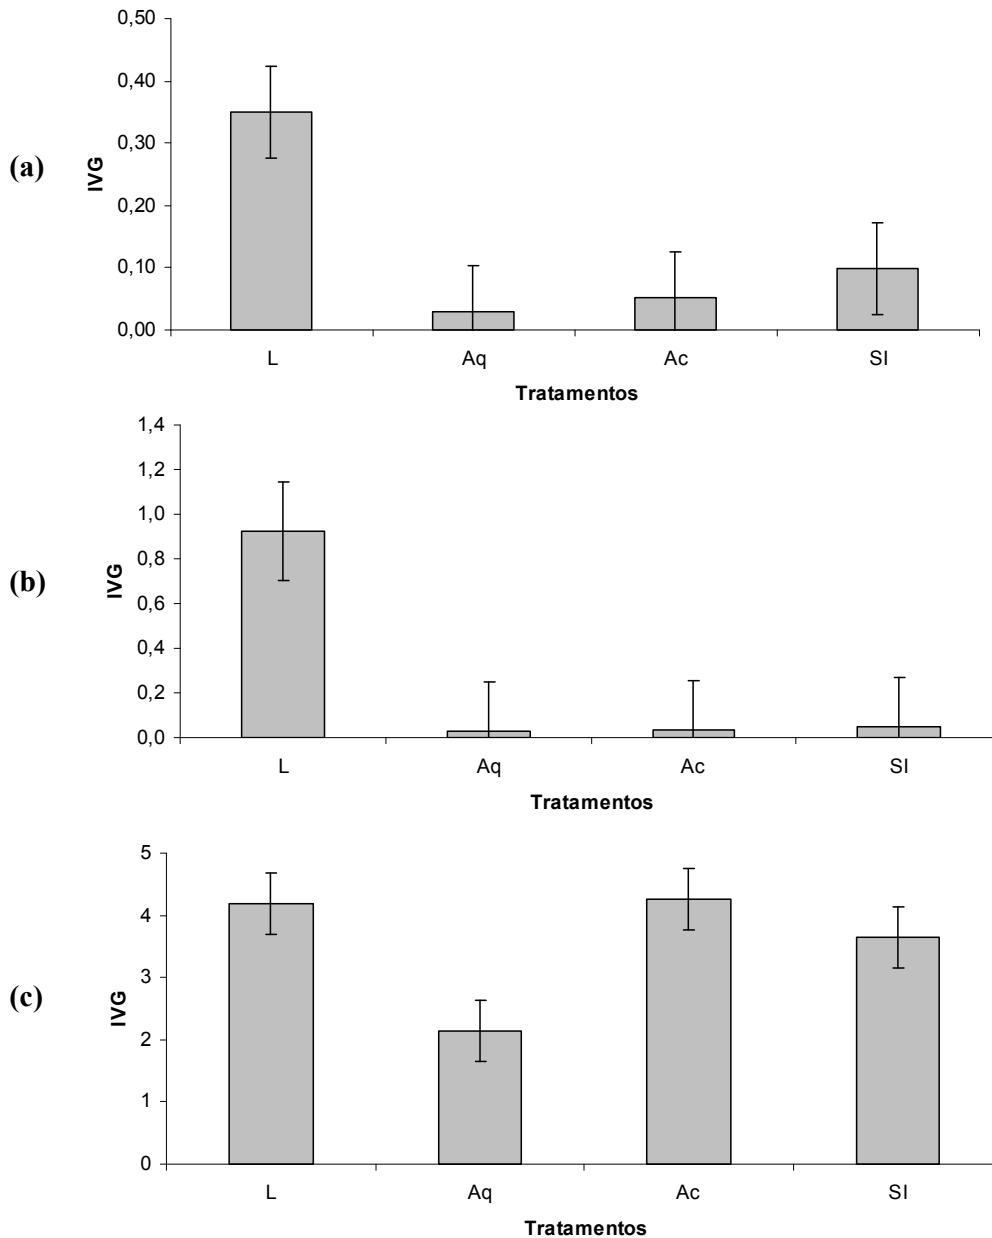 (a)
IVG
0,50
0,40
0,30
0,20
0,10
0,00
L Aq Ac SI
Tratamentos
(b)
IVG
1,4
1,2
1,0
0,8
0,6
0,4
0,2
0,0
L Aq Ac SI
Tratamentos
(c)
IVG
5
4
3
2
1
0
L Aq Ac SI
Tratamentos